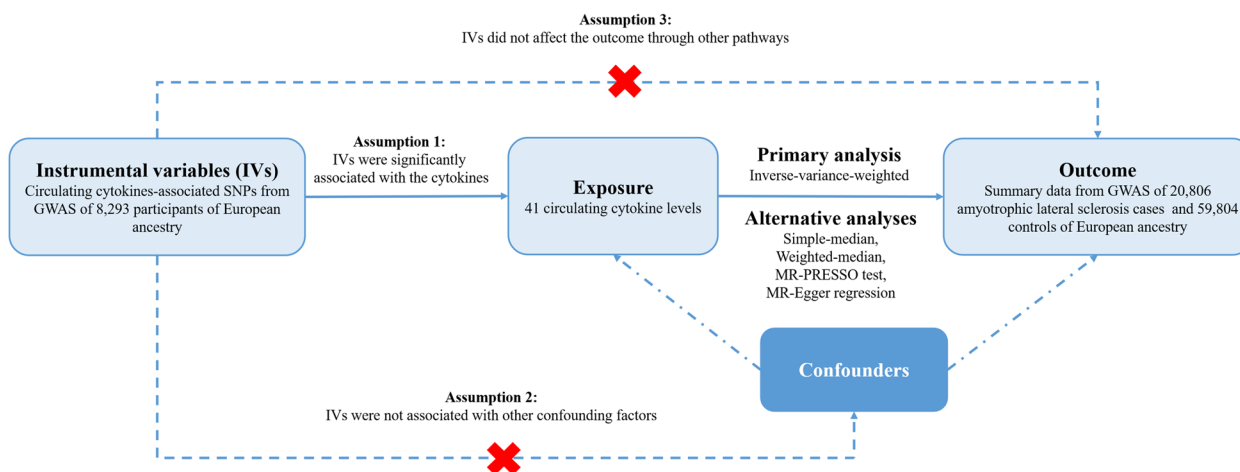 Assumption 3:
IVs did not affect the outcome through other pathways
Instrumental variables (IVs)
Circulating cytokines-associated SNPs from
GWAS of 8,293 participants of European
ancestry
Assumption 1:
IVs were significantly
associated with the cytokines
Exposure
41 circulating cytokine levels
Primary analysis
Inverse-variance-weighted
Alternative analyses
Simple-median,
Weighted-median,
MR-PRESSO test,
MR-Egger regression
Outcome
Summary data from GWAS of 20,806
amyotrophic lateral sclerosis cases and 59,804
controls of European ancestry
Confounders
Assumption 2:
IVs were not associated with other confounding factors